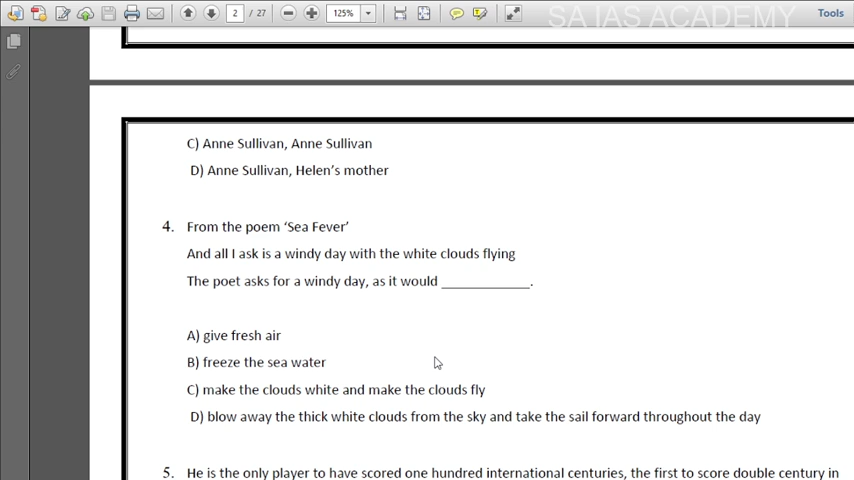 2 / 27
125%
SA IAS ACADEMY
Tools
C) Anne Sullivan, Anne Sullivan
D) Anne Sullivan, Helen’s mother
4. From the poem ‘Sea Fever’
And all I ask is a windy day with the white clouds flying
The poet asks for a windy day, as it would ____________.
A) give fresh air
B) freeze the sea water
C) make the clouds white and make the clouds fly
D) blow away the thick white clouds from the sky and take the sail forward throughout the day
5. He is the only player to have scored one hundred international centuries, the first to score double century in